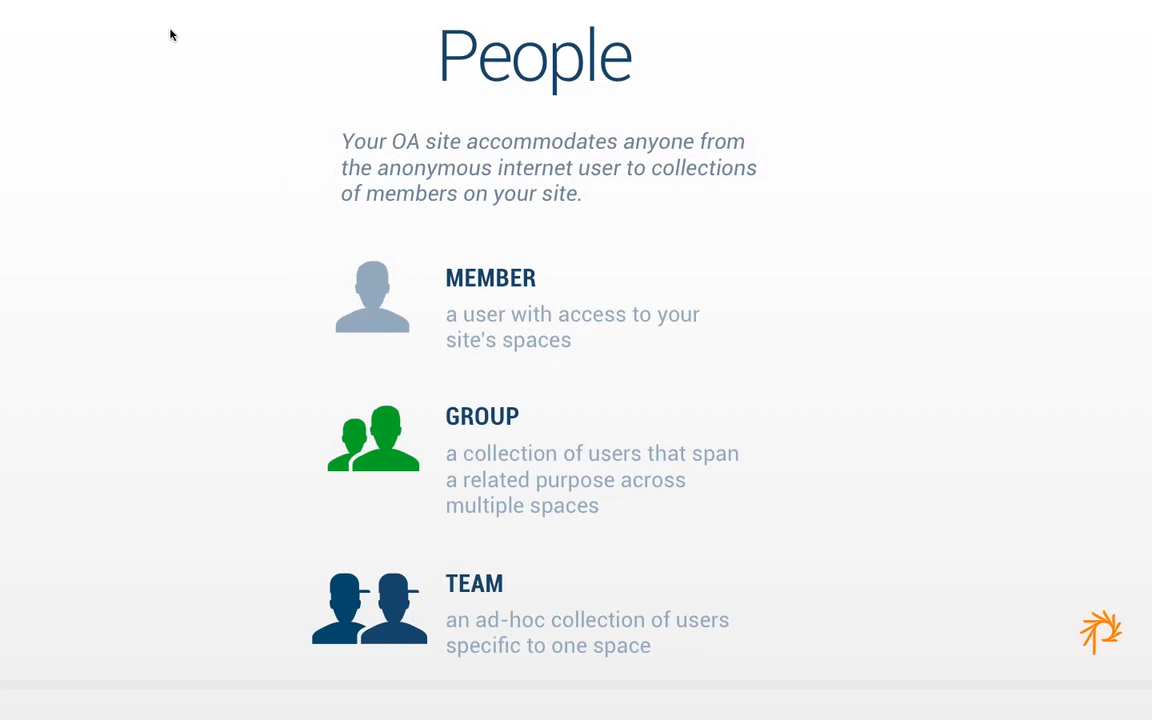 People
Your OA site accommodates anyone from
the anonymous internet user to collections
of members on your site.
MEMBER
a user with access to your
site's spaces
GROUP
a collection of users that span
a related purpose across
multiple spaces
TEAM
an ad-hoc collection of users
specific to one space